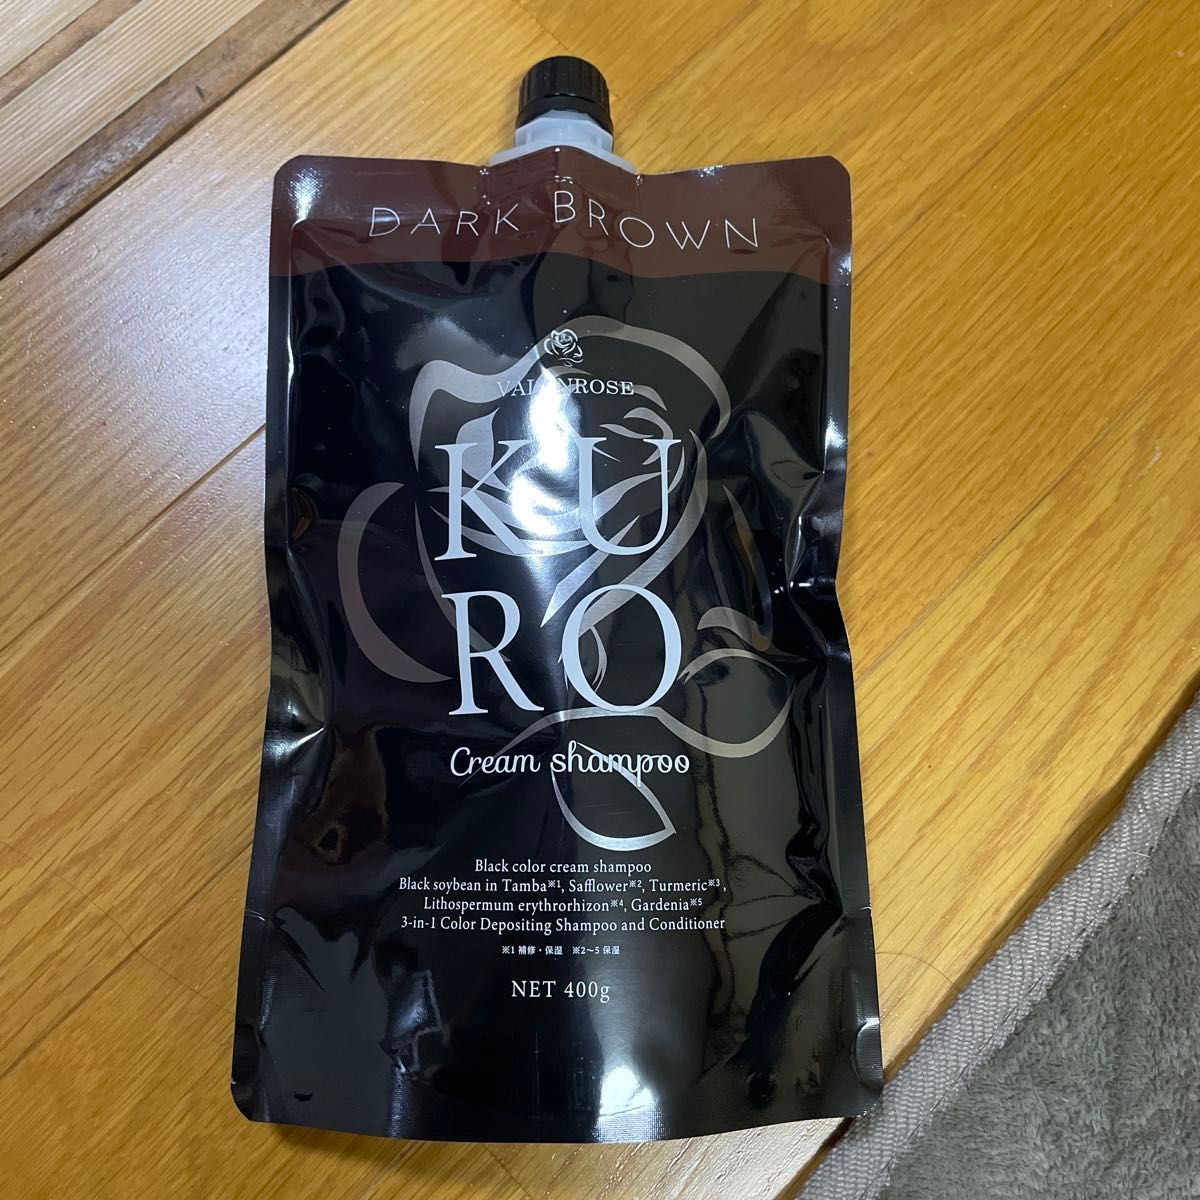 DARK BROWN
KU
RO
Cream shampoo
Black color cream shampoo
Black soybean in Tamba※1, Safflower※2, Turmeric※3,
Lithospermum erythrorhizon※4, Gardenia※5
3-in-1 Color Depositing Shampoo and Conditioner
※1 補修・保湿 ※2～5 保湿
NET 400g